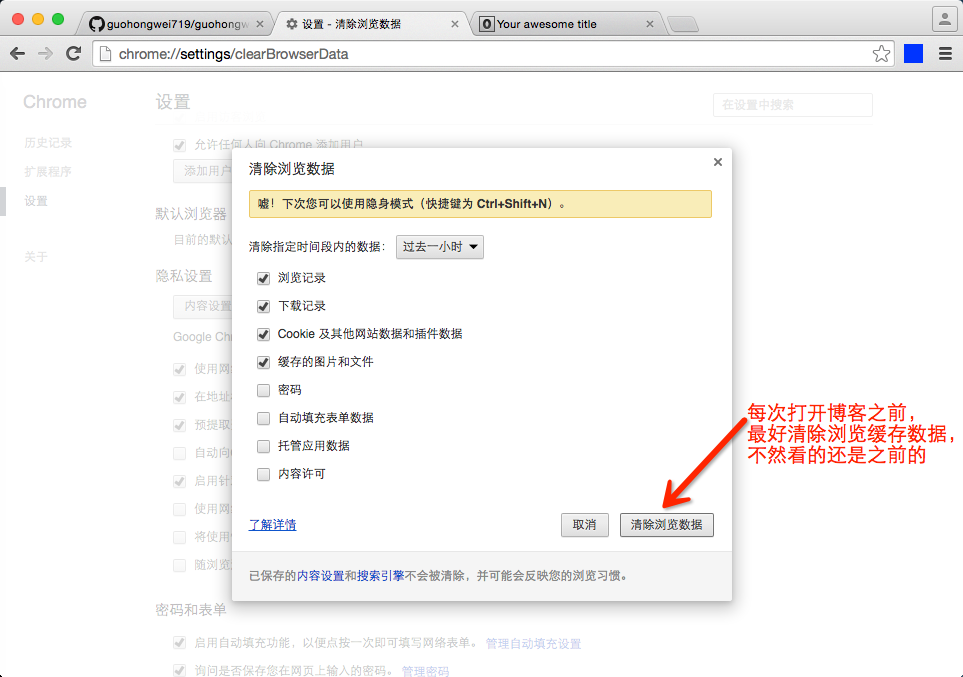 guohongwei719/guohongw
设置 - 清除浏览数据
Your awesome title
chrome://settings/clearBrowserData
Chrome
设置
在设置中搜索
历史记录
扩展程序
设置
关于
允许任何人向 Chrome 添加用户
添加用户
默认浏览器
目前的默认
隐私设置
内容设置
Google Chr
使用网
在地址
预提取
自动向
启用针
使用网
将使用
随浏览
清除浏览数据
嘘！下次您可以使用隐身模式（快捷键为 Ctrl+Shift+N）。
清除指定时间段内的数据： 过去一小时
浏览记录
下载记录
Cookie 及其他网站数据和插件数据
缓存的图片和文件
密码
自动填充表单数据
托管应用数据
内容许可
了解详情
取消
清除浏览数据
已保存的内容设置和搜索引擎不会被清除，并可能会反映您的浏览习惯。
每次打开博客之前，
最好清除浏览缓存数据，
不然看的还是之前的
密码和表单
启用自动填充功能，以便点按一次即可填写网络表单。 管理自动填充设置
询问是否保存您在网页上输入的密码。 管理密码